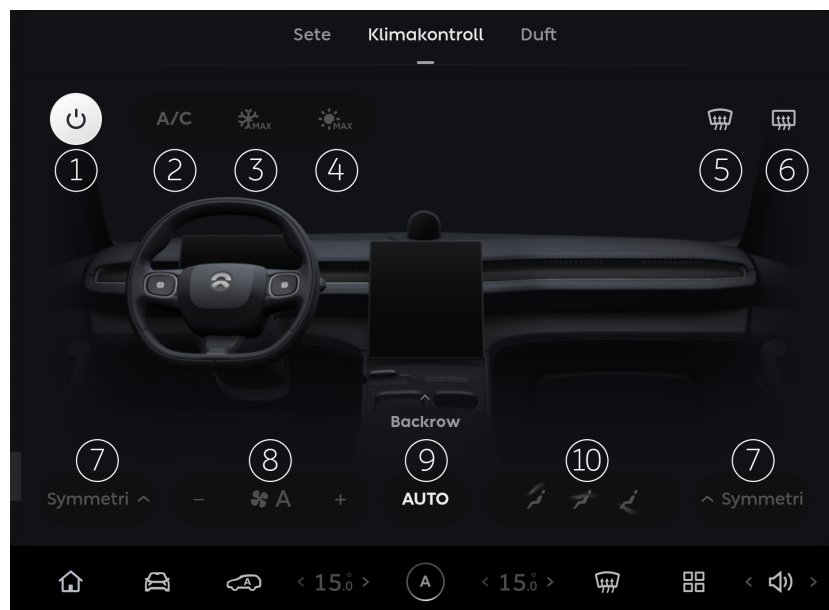 Sete Klimakontroll Duft
A/C MAX MAX
1 2 3 4 5 6
Backrow
7 8 9 10 7
Symmetri − A + AUTO Symmetri
A < 15.0° > A < 15.0° > < >